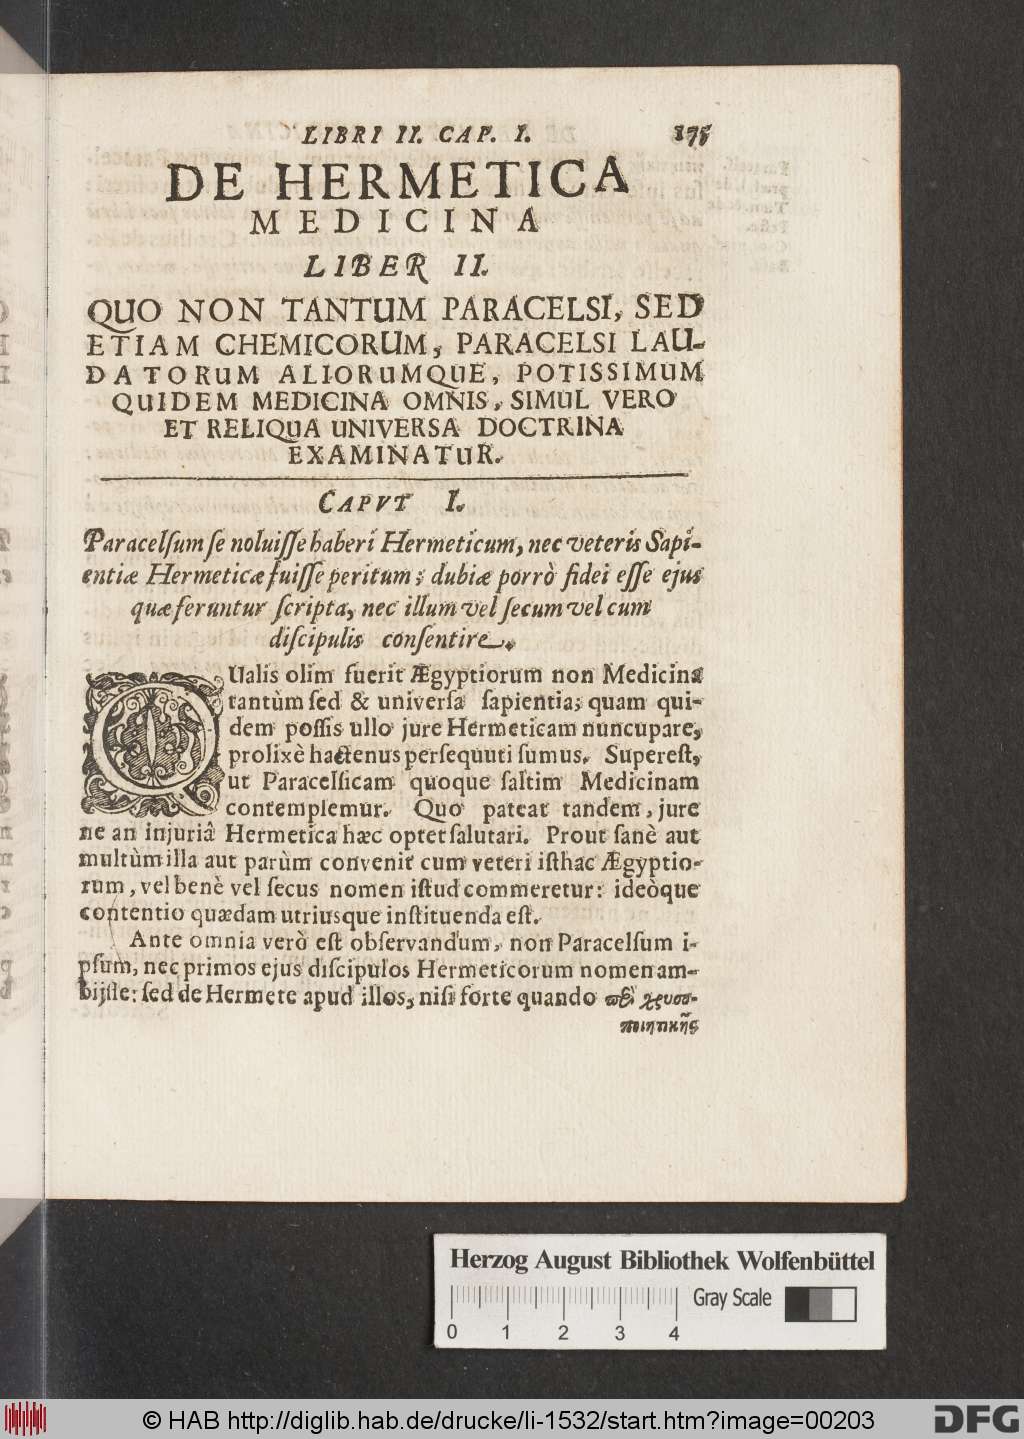 LIBRI II. CAP. I. 175
DE HERMETICA
MEDICINA
LIBER II.
QUO NON TANTUM PARACELSI, SED
ETIAM CHEMICORUM, PARACELSI LAU-
DATORUM ALIORUMQUE, POTISSIMUM
QUIDEM MEDICINA OMNIS, SIMUL VERO
ET RELIQUA UNIVERSA DOCTRINA
EXAMINATUR.
CAPVT I.
Paracelſum ſe noluiſſe haberi Hermeticum, nec veteris Sapi-
entiæ Hermeticæ fuiſſe peritum; dubiæ porrò fidei eſſe ejus
quæ feruntur ſcripta, nec illum vel ſecum vel cum
diſcipulis conſentire.
QUalis olim fuerit Ægyptiorum non Medicina
tantùm ſed & univerſa ſapientia; quam qui-
dem poſſis ullo jure Hermeticam nuncupare,
prolixè hactenus perſequuti ſumus. Supereſt,
ut Paracelſicam quoque ſaltim Medicinam
contemplemur. Quo pateat tandem, jure
ne an injuriâ Hermetica hæc optet ſalutari. Prout ſanè aut
multùm illa aut parùm convenit cum veteri iſthac Ægyptio-
rum, vel benè vel ſecus nomen iſtud commeretur: ideòque
contentio quædam utriusque inſtituenda eſt.
Ante omnia verò eſt obſervandum, non Paracelſum i-
pſum, nec primos ejus diſcipulos Hermeticorum nomen am-
bijſſe: ſed de Hermete apud illos, niſi forte quando περὶ χρυσο-
ποιητικῆς
Herzog August Bibliothek Wolfenbüttel
Gray Scale
0 1 2 3 4
© HAB http://diglib.hab.de/drucke/li-1532/start.htm?image=00203
DFG